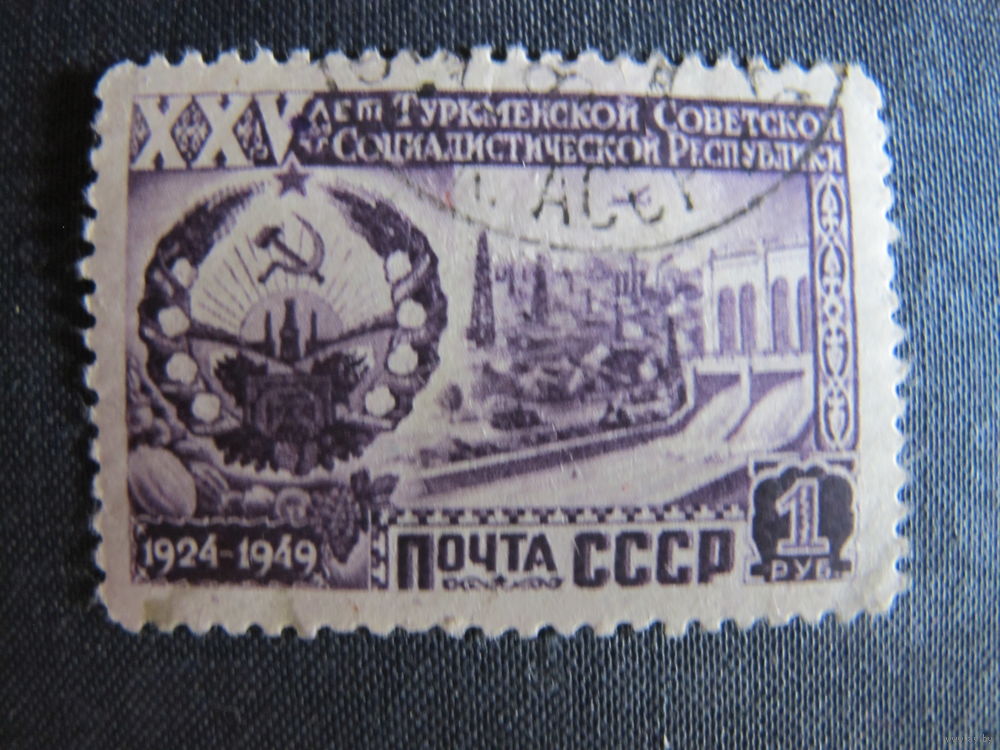 XXV лет Туркменской Советской
Социалистической Республики
1924-1949
Почта СССР
1
РУБ.